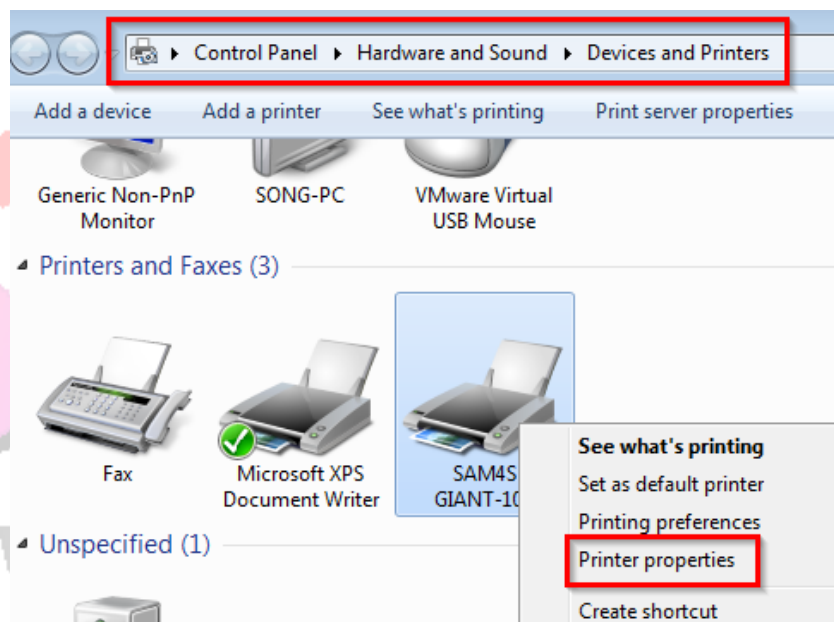 Control Panel Hardware and Sound Devices and Printers
Add a device Add a printer See what's printing Print server properties
Generic Non-PnP
Monitor
SONG-PC
VMware Virtual
USB Mouse
Printers and Faxes (3)
Fax
Microsoft XPS
Document Writer
SAM4S
GIANT-10
See what's printing
Set as default printer
Printing preferences
Printer properties
Create shortcut
Unspecified (1)